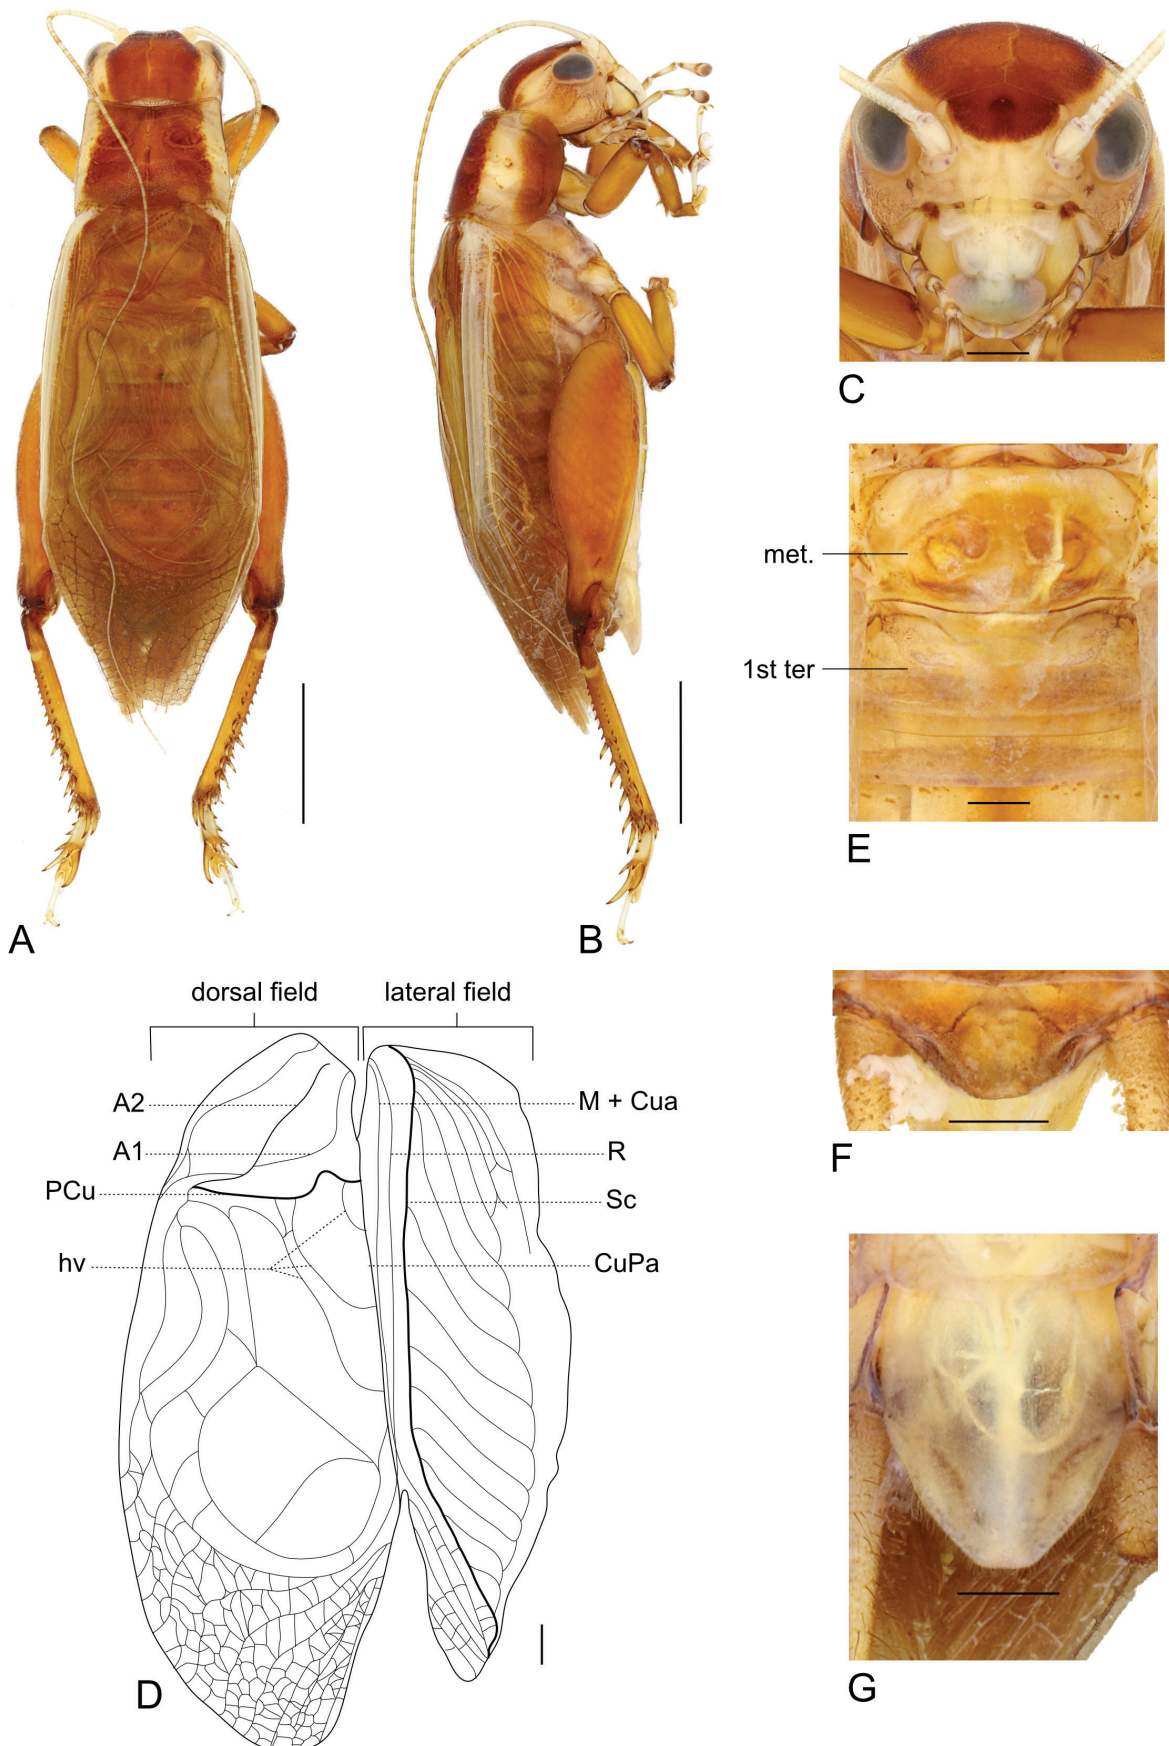 C
met.
1st ter
E
A
B
dorsal field
lateral field
A2
M + Cua
A1
R
PCu
Sc
hv
CuPa
F
D
G